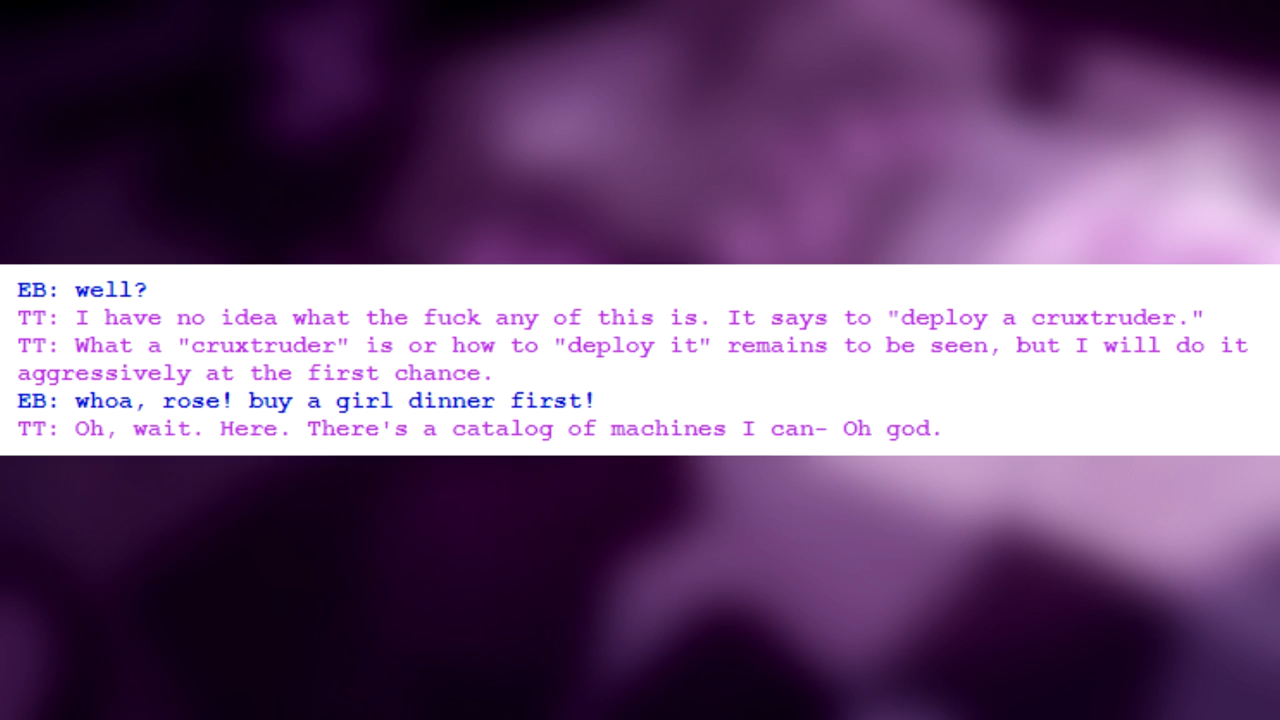 EB: well?
TT: I have no idea what the fuck any of this is. It says to "deploy a cruxtruder."
TT: What a "cruxtruder" is or how to "deploy it" remains to be seen, but I will do it
aggressively at the first chance.
EB: whoa, rose! buy a girl dinner first!
TT: Oh, wait. Here. There's a catalog of machines I can- Oh god.